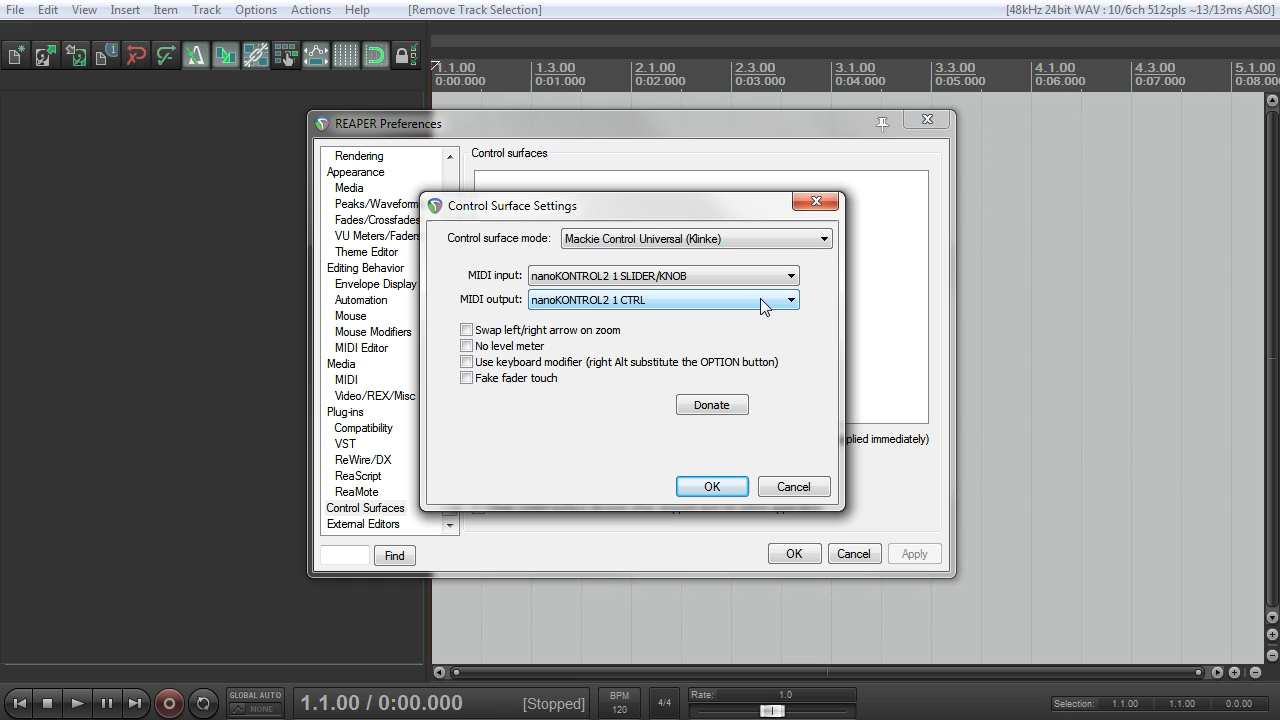 File Edit View Insert Item Track Options Actions Help [Remove Track Selection] [48kHz 24bit WAV : 10/6ch 512spls ~13/13ms ASIO]
1.1.00 1.3.00 2.1.00 2.3.00 3.1.00 3.3.00 4.1.00 4.3.00 5.1.00
0:00.000 0:01.000 0:02.000 0:03.000 0:04.000 0:05.000 0:06.000 0:07.000 0:08.00
REAPER Preferences
Control surfaces
Rendering
Appearance
Media
Peaks/Waveform
Fades/Crossfades
VU Meters/Faders
Theme Editor
Editing Behavior
Envelope Display
Automation
Mouse
Mouse Modifiers
MIDI Editor
Media
MIDI
Video/REX/Misc
Plug-ins
Compatibility
VST
ReWire/DX
ReaScript
ReaMote
Control Surfaces
External Editors
Control Surface Settings
Control surface mode: Mackie Control Universal (Klinke)
MIDI input: nanoKONTROL2 1 SLIDER/KNOB
MIDI output: nanoKONTROL2 1 CTRL
Swap left/right arrow on zoom
No level meter
Use keyboard modifier (right Alt substitute the OPTION button)
Fake fader touch
Donate
plied immediately)
OK Cancel
Find OK Cancel Apply
GLOBAL AUTO
NONE
1.1.00 / 0:00.000 [Stopped]
BPM
120
4/4
Rate: 1.0
Selection: 1.1.00 1.1.00 0.0.00